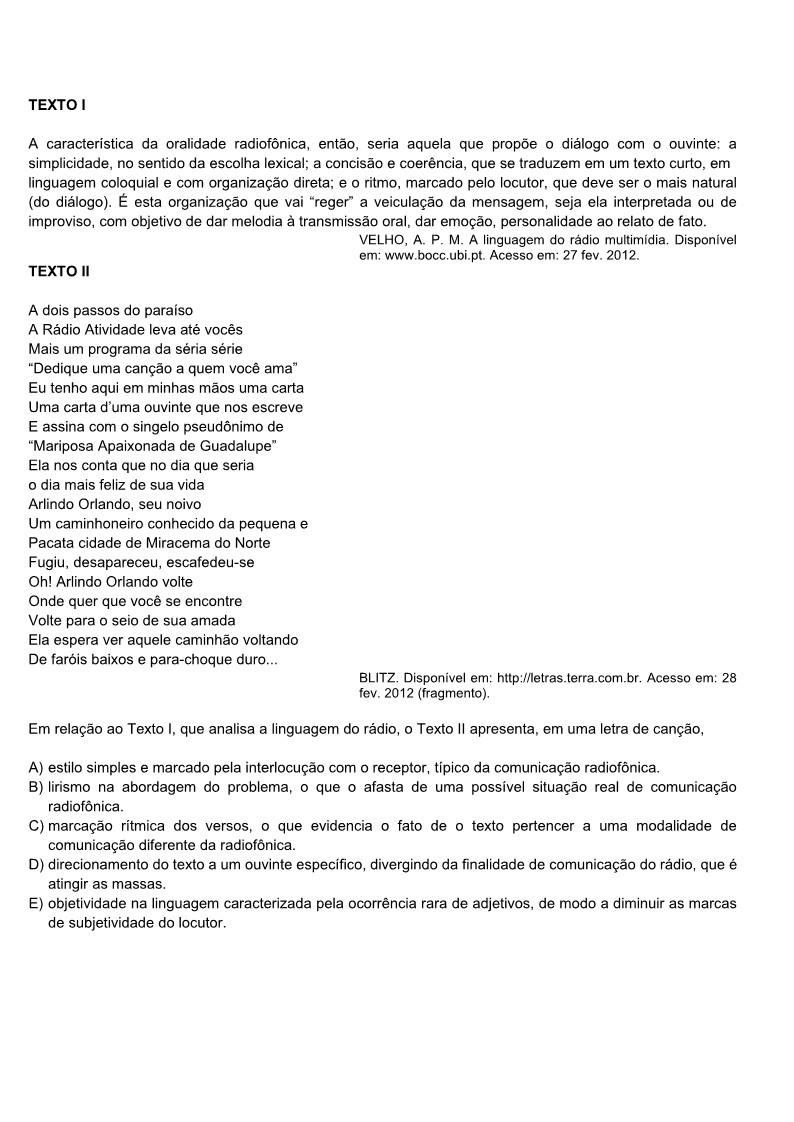 TEXTO I
A característica da oralidade radiofônica, então, seria aquela que propõe o diálogo com o ouvinte: a
simplicidade, no sentido da escolha lexical; a concisão e coerência, que se traduzem em um texto curto, em
linguagem coloquial e com organização direta; e o ritmo, marcado pelo locutor, que deve ser o mais natural
(do diálogo). É esta organização que vai “reger” a veiculação da mensagem, seja ela interpretada ou de
improviso, com objetivo de dar melodia à transmissão oral, dar emoção, personalidade ao relato de fato.
VELHO, A. P. M. A linguagem do rádio multimídia. Disponível
em: www.bocc.ubi.pt. Acesso em: 27 fev. 2012.
TEXTO II
A dois passos do paraíso
A Rádio Atividade leva até vocês
Mais um programa da séria série
“Dedique uma canção a quem você ama”
Eu tenho aqui em minhas mãos uma carta
Uma carta d’uma ouvinte que nos escreve
E assina com o singelo pseudônimo de
“Mariposa Apaixonada de Guadalupe”
Ela nos conta que no dia que seria
o dia mais feliz de sua vida
Arlindo Orlando, seu noivo
Um caminhoneiro conhecido da pequena e
Pacata cidade de Miracema do Norte
Fugiu, desapareceu, escafedeu-se
Oh! Arlindo Orlando volte
Onde quer que você se encontre
Volte para o seio de sua amada
Ela espera ver aquele caminhão voltando
De faróis baixos e para-choque duro...
BLITZ. Disponível em: http://letras.terra.com.br. Acesso em: 28
fev. 2012 (fragmento).
Em relação ao Texto I, que analisa a linguagem do rádio, o Texto II apresenta, em uma letra de canção,
A) estilo simples e marcado pela interlocução com o receptor, típico da comunicação radiofônica.
B) lirismo na abordagem do problema, o que o afasta de uma possível situação real de comunicação
radiofônica.
C) marcação rítmica dos versos, o que evidencia o fato de o texto pertencer a uma modalidade de
comunicação diferente da radiofônica.
D) direcionamento do texto a um ouvinte específico, divergindo da finalidade de comunicação do rádio, que é
atingir as massas.
E) objetividade na linguagem caracterizada pela ocorrência rara de adjetivos, de modo a diminuir as marcas
de subjetividade do locutor.